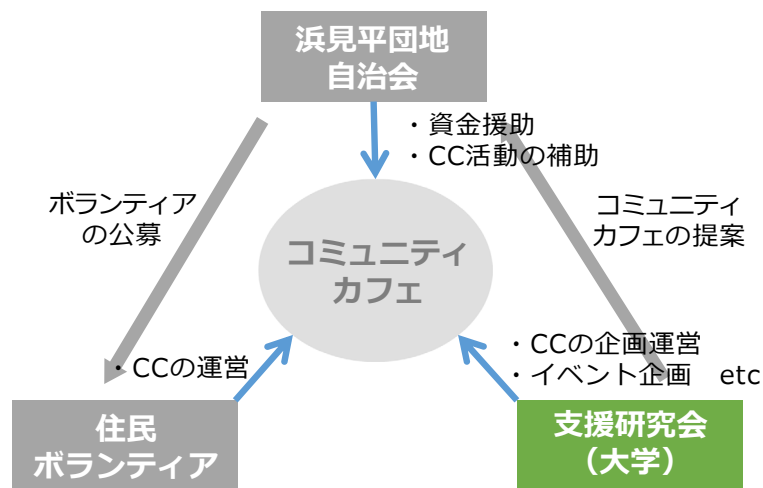 浜見平団地
自治会
・資金援助
・CC活動の補助
ボランティア
の公募
コミュニティ
カフェの提案
コミュニティ
カフェ
・CCの運営
・CCの企画運営
・イベント企画　etc
住民
ボランティア
支援研究会
（大学）